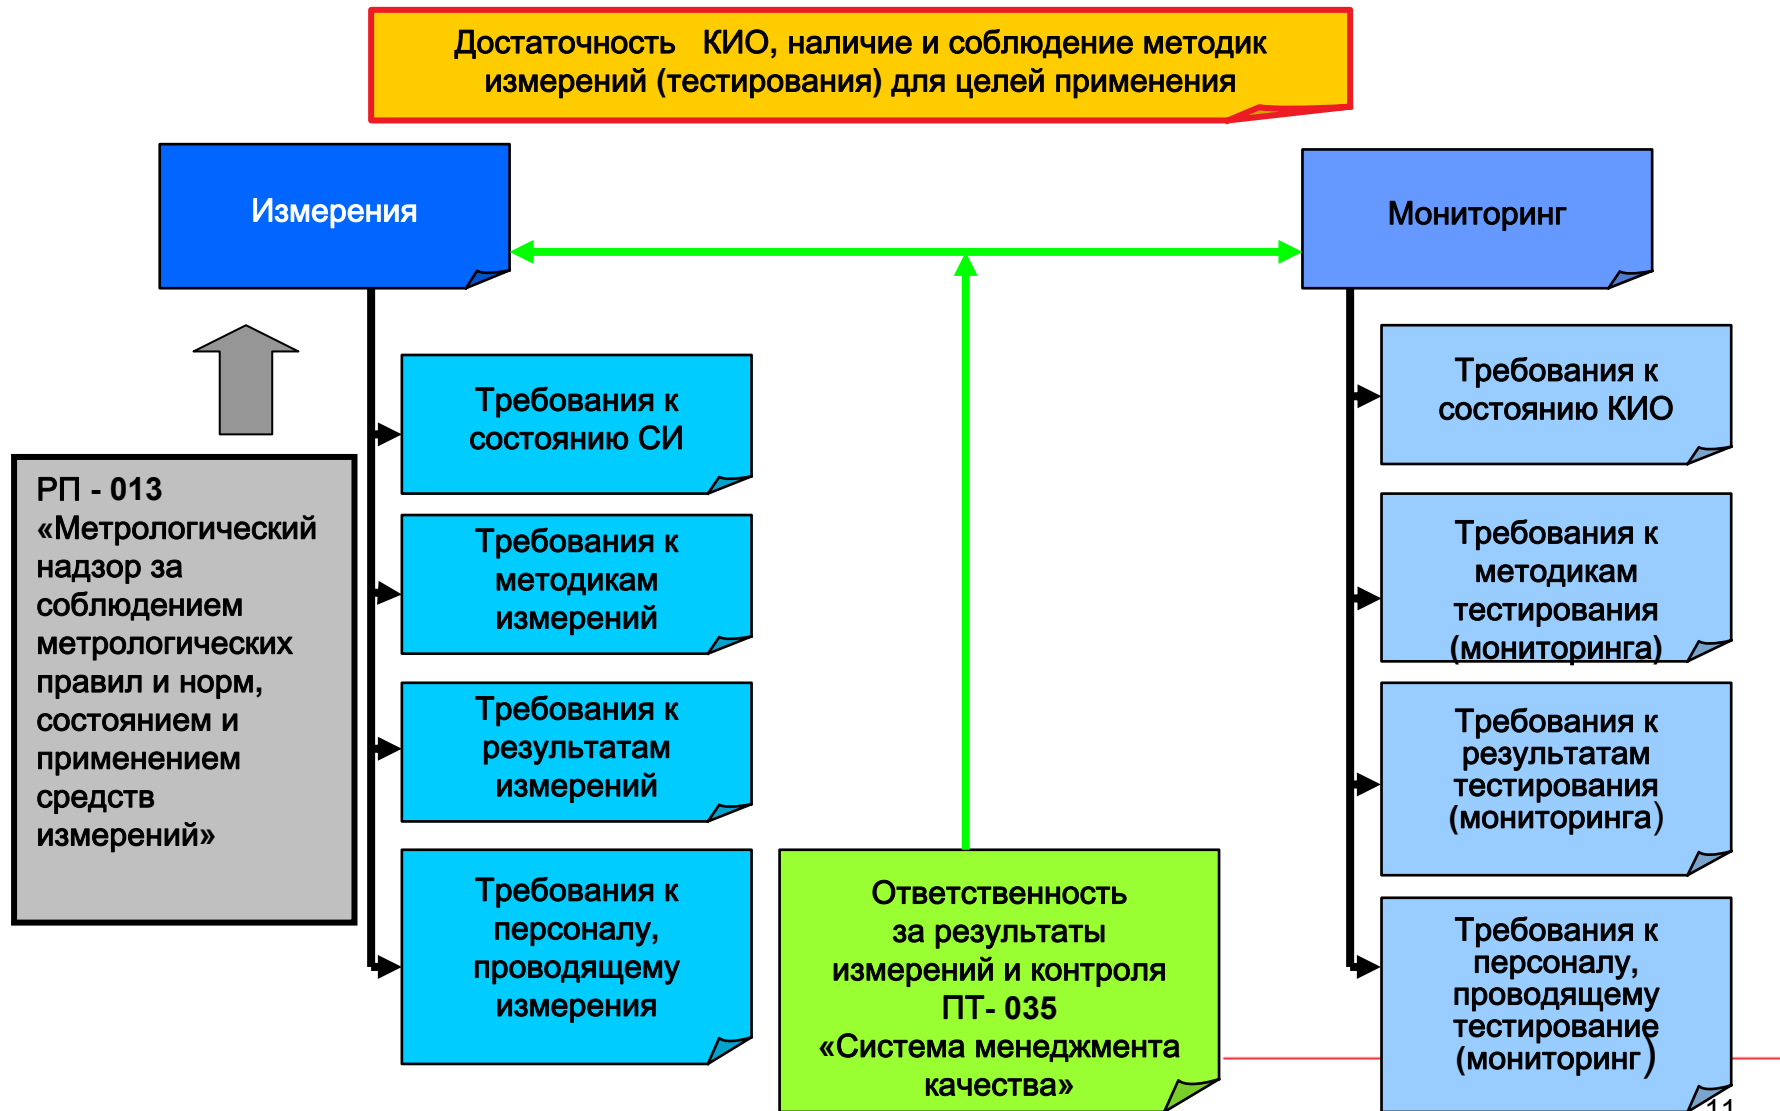 Достаточность КИО, наличие и соблюдение методик
измерений (тестирования) для целей применения
Измерения
Мониторинг
РП - 013
«Метрологический
надзор за
соблюдением
метрологических
правил и норм,
состоянием и
применением
средств
измерений»
Требования к
состоянию СИ
Требования к
методикам
измерений
Требования к
результатам
измерений
Требования к
персоналу,
проводящему
измерения
Ответственность
за результаты
измерений и контроля
ПТ- 035
«Система менеджмента
качества»
Требования к
состоянию КИО
Требования к
методикам
тестирования
(мониторинга)
Требования к
результатам
тестирования
(мониторинга)
Требования к
персоналу,
проводящему
тестирование
(мониторинг)
11